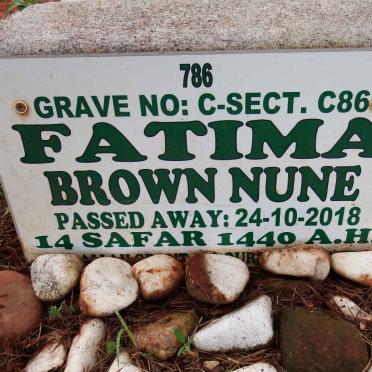 786
GRAVE NO: C-SECT. C86
FATIMA
BROWN NUNE
PASSED AWAY: 24-10-2018
14 SAFAR 1440 A.H